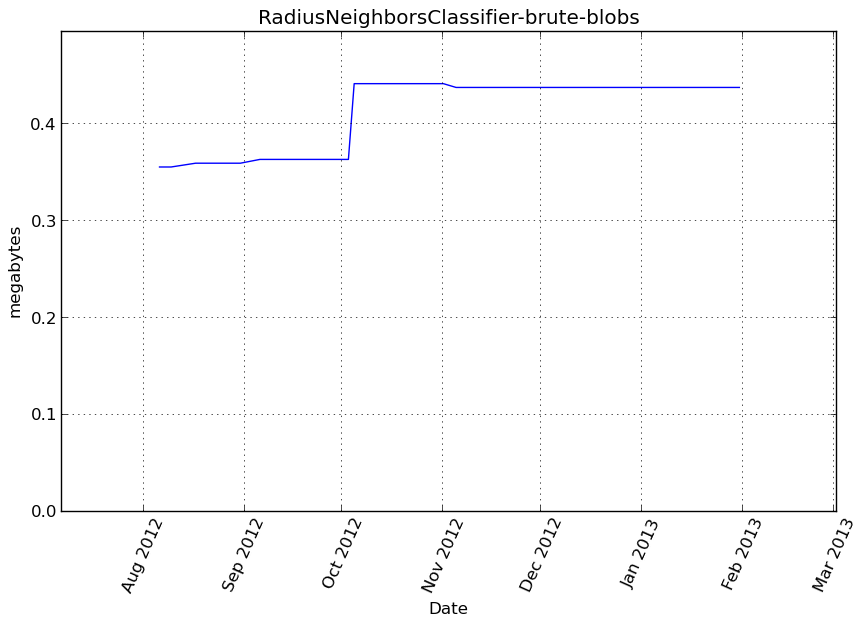 RadiusNeighborsClassifier-brute-blobs
0.4
0.3
0.2
0.1
0.0
megabytes
Aug 2012
Sep 2012
Oct 2012
Nov 2012
Dec 2012
Jan 2013
Feb 2013
Mar 2013
Date